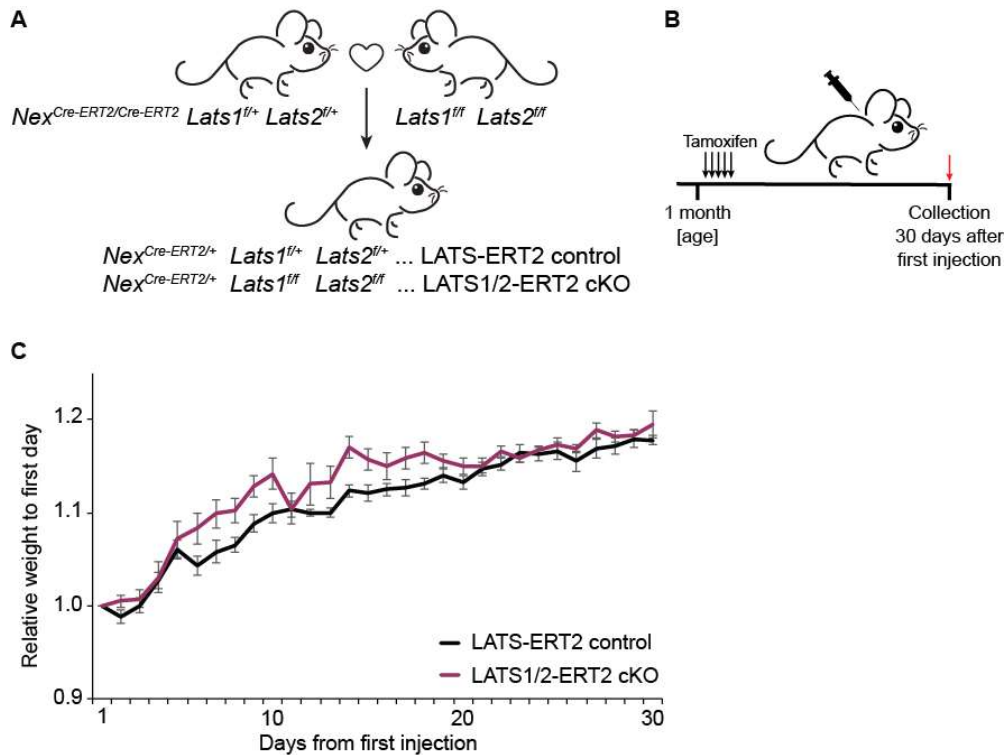 A
Nex^Cre-ERT2/Cre-ERT2 Lats1^f/+ Lats2^f/+
Lats1^f/f Lats2^f/f
Nex^Cre-ERT2/+ Lats1^f/+ Lats2^f/+ ... LATS-ERT2 control
Nex^Cre-ERT2/+ Lats1^f/f Lats2^f/f ... LATS1/2-ERT2 cKO
B
Tamoxifen
1 month
[age]
Collection
30 days after
first injection
C
Relative weight to first day
1.2
1.1
1.0
0.9
LATS-ERT2 control
LATS1/2-ERT2 cKO
1 10 20 30
Days from first injection